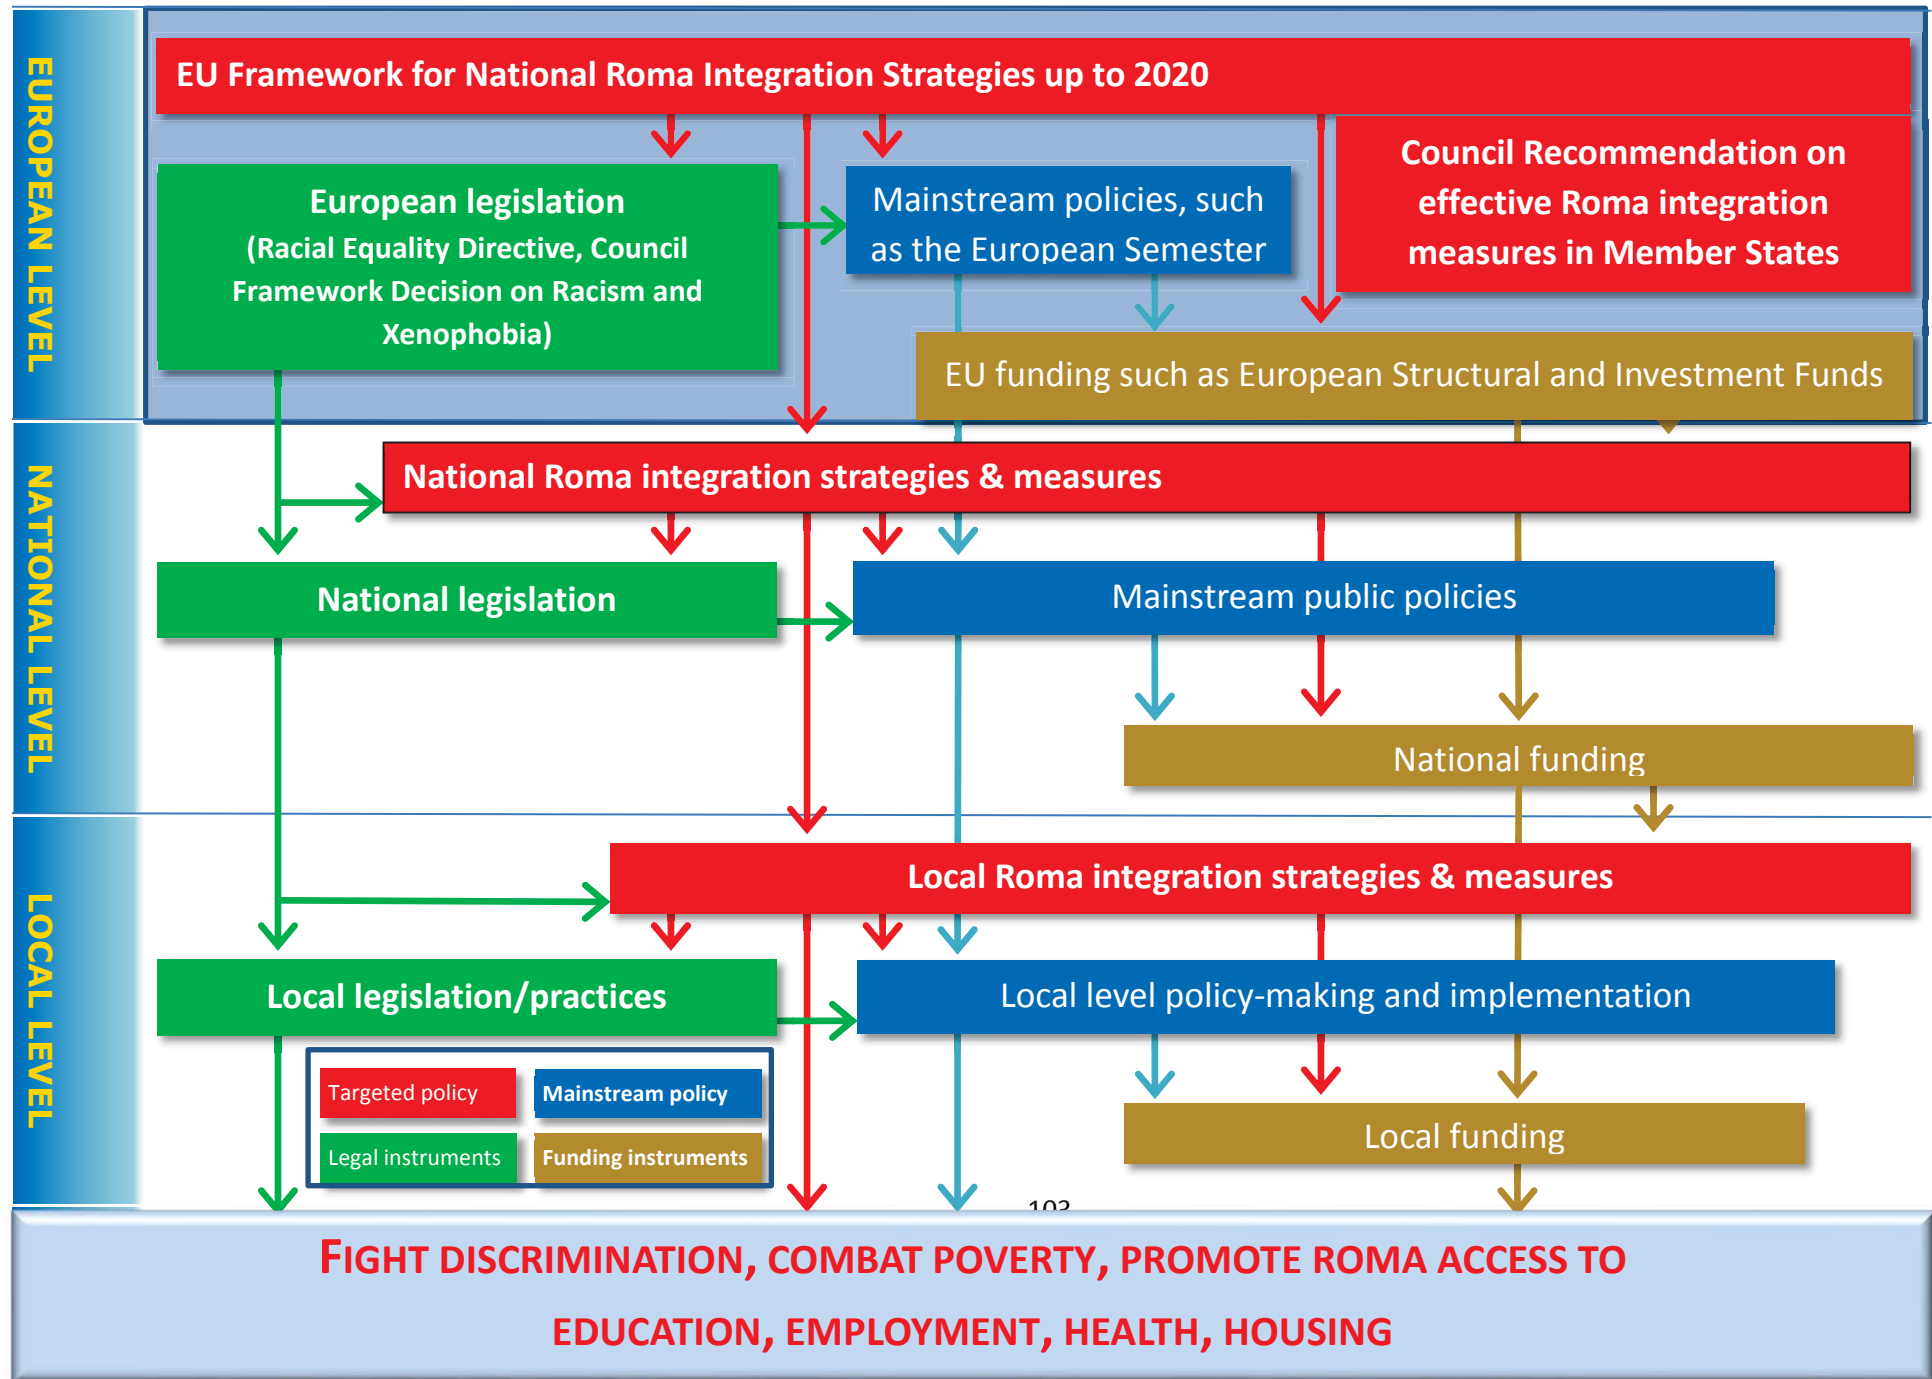 EUROPEAN LEVEL
EU Framework for National Roma Integration Strategies up to 2020
Council Recommendation on
effective Roma integration
measures in Member States
European legislation
(Racial Equality Directive, Council
Framework Decision on Racism and
Xenophobia)
Mainstream policies, such
as the European Semester
EU funding such as European Structural and Investment Funds
NATIONAL LEVEL
National Roma integration strategies & measures
National legislation
Mainstream public policies
National funding
LOCAL LEVEL
Local Roma integration strategies & measures
Local legislation/practices
Local level policy-making and implementation
Targeted policy
Mainstream policy
Legal instruments
Funding instruments
Local funding
103
FIGHT DISCRIMINATION, COMBAT POVERTY, PROMOTE ROMA ACCESS TO
EDUCATION, EMPLOYMENT, HEALTH, HOUSING